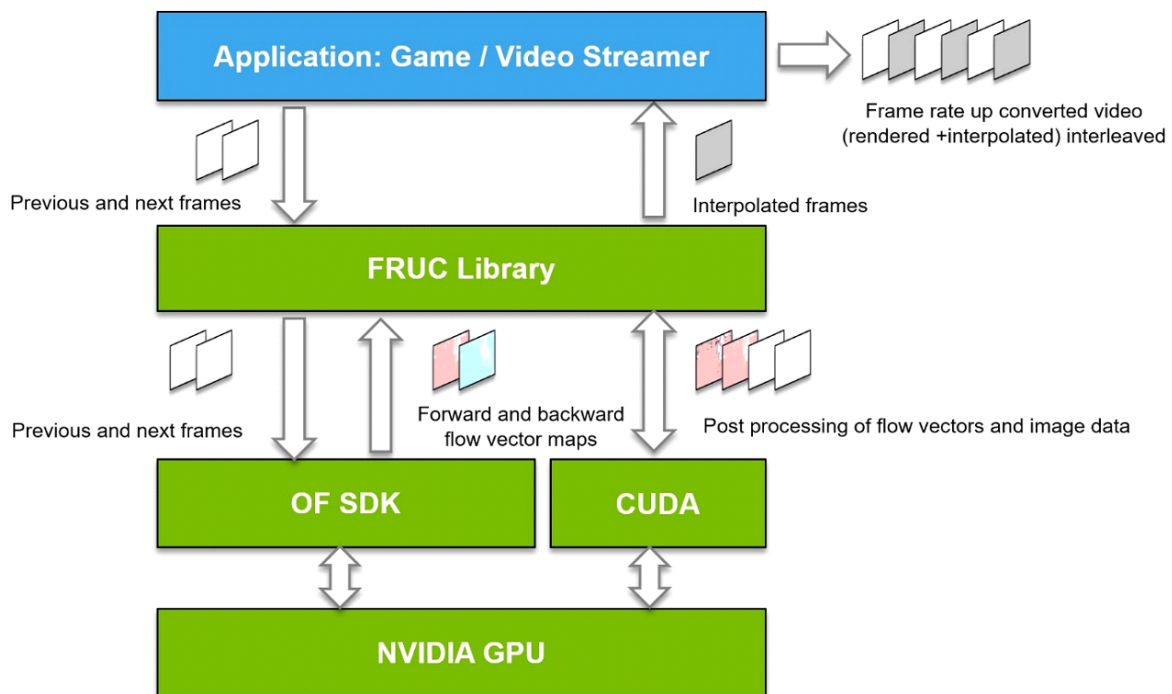 Application: Game / Video Streamer
Frame rate up converted video
(rendered +interpolated) interleaved
Previous and next frames
Interpolated frames
FRUC Library
Previous and next frames
Forward and backward
flow vector maps
Post processing of flow vectors and image data
OF SDK
CUDA
NVIDIA GPU